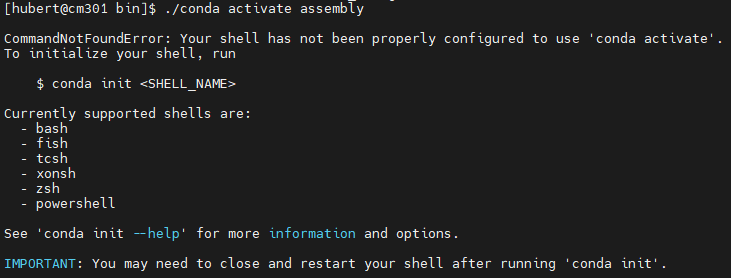 [hubert@cm301 bin]$ ./conda activate assembly
CommandNotFoundError: Your shell has not been properly configured to use 'conda activate'.
To initialize your shell, run
$ conda init <SHELL_NAME>
Currently supported shells are:
- bash
- fish
- tcsh
- xonsh
- zsh
- powershell
See 'conda init --help' for more information and options.
IMPORTANT: You may need to close and restart your shell after running 'conda init'.